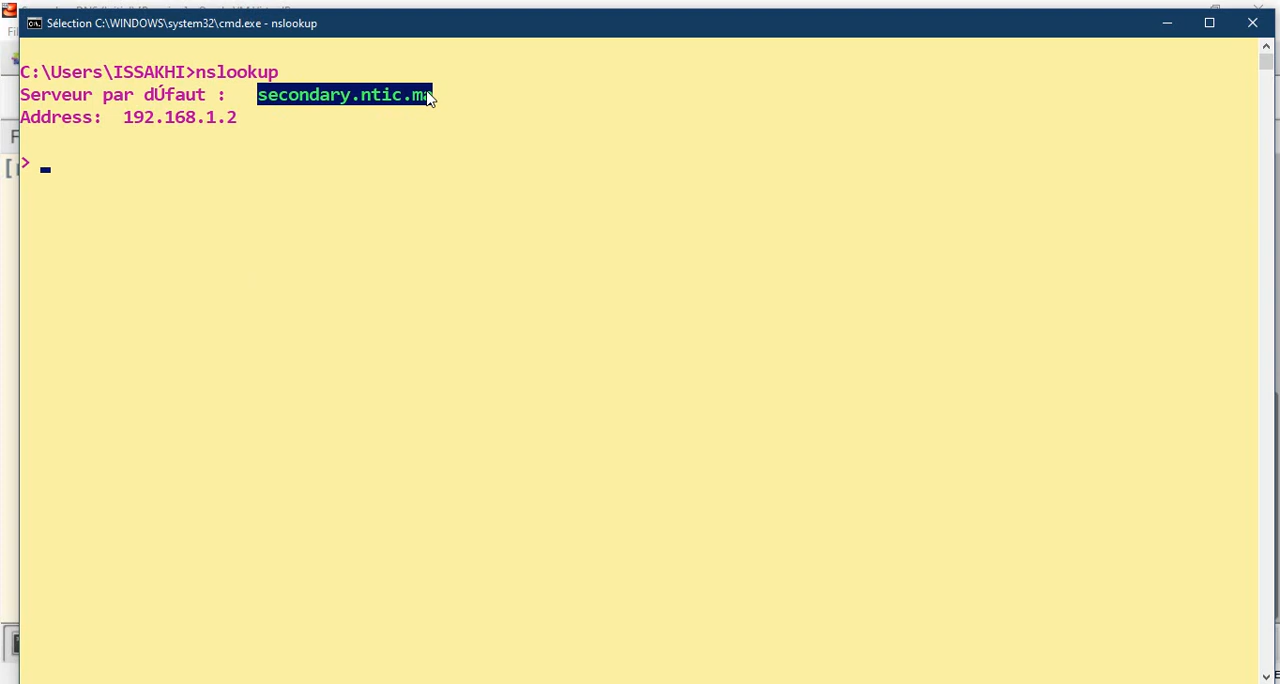 Sélection C:\WINDOWS\system32\cmd.exe - nslookup
C:\Users\ISSAKHI>nslookup
Serveur par dÚfaut :   secondary.ntic.ma
Address:  192.168.1.2
>